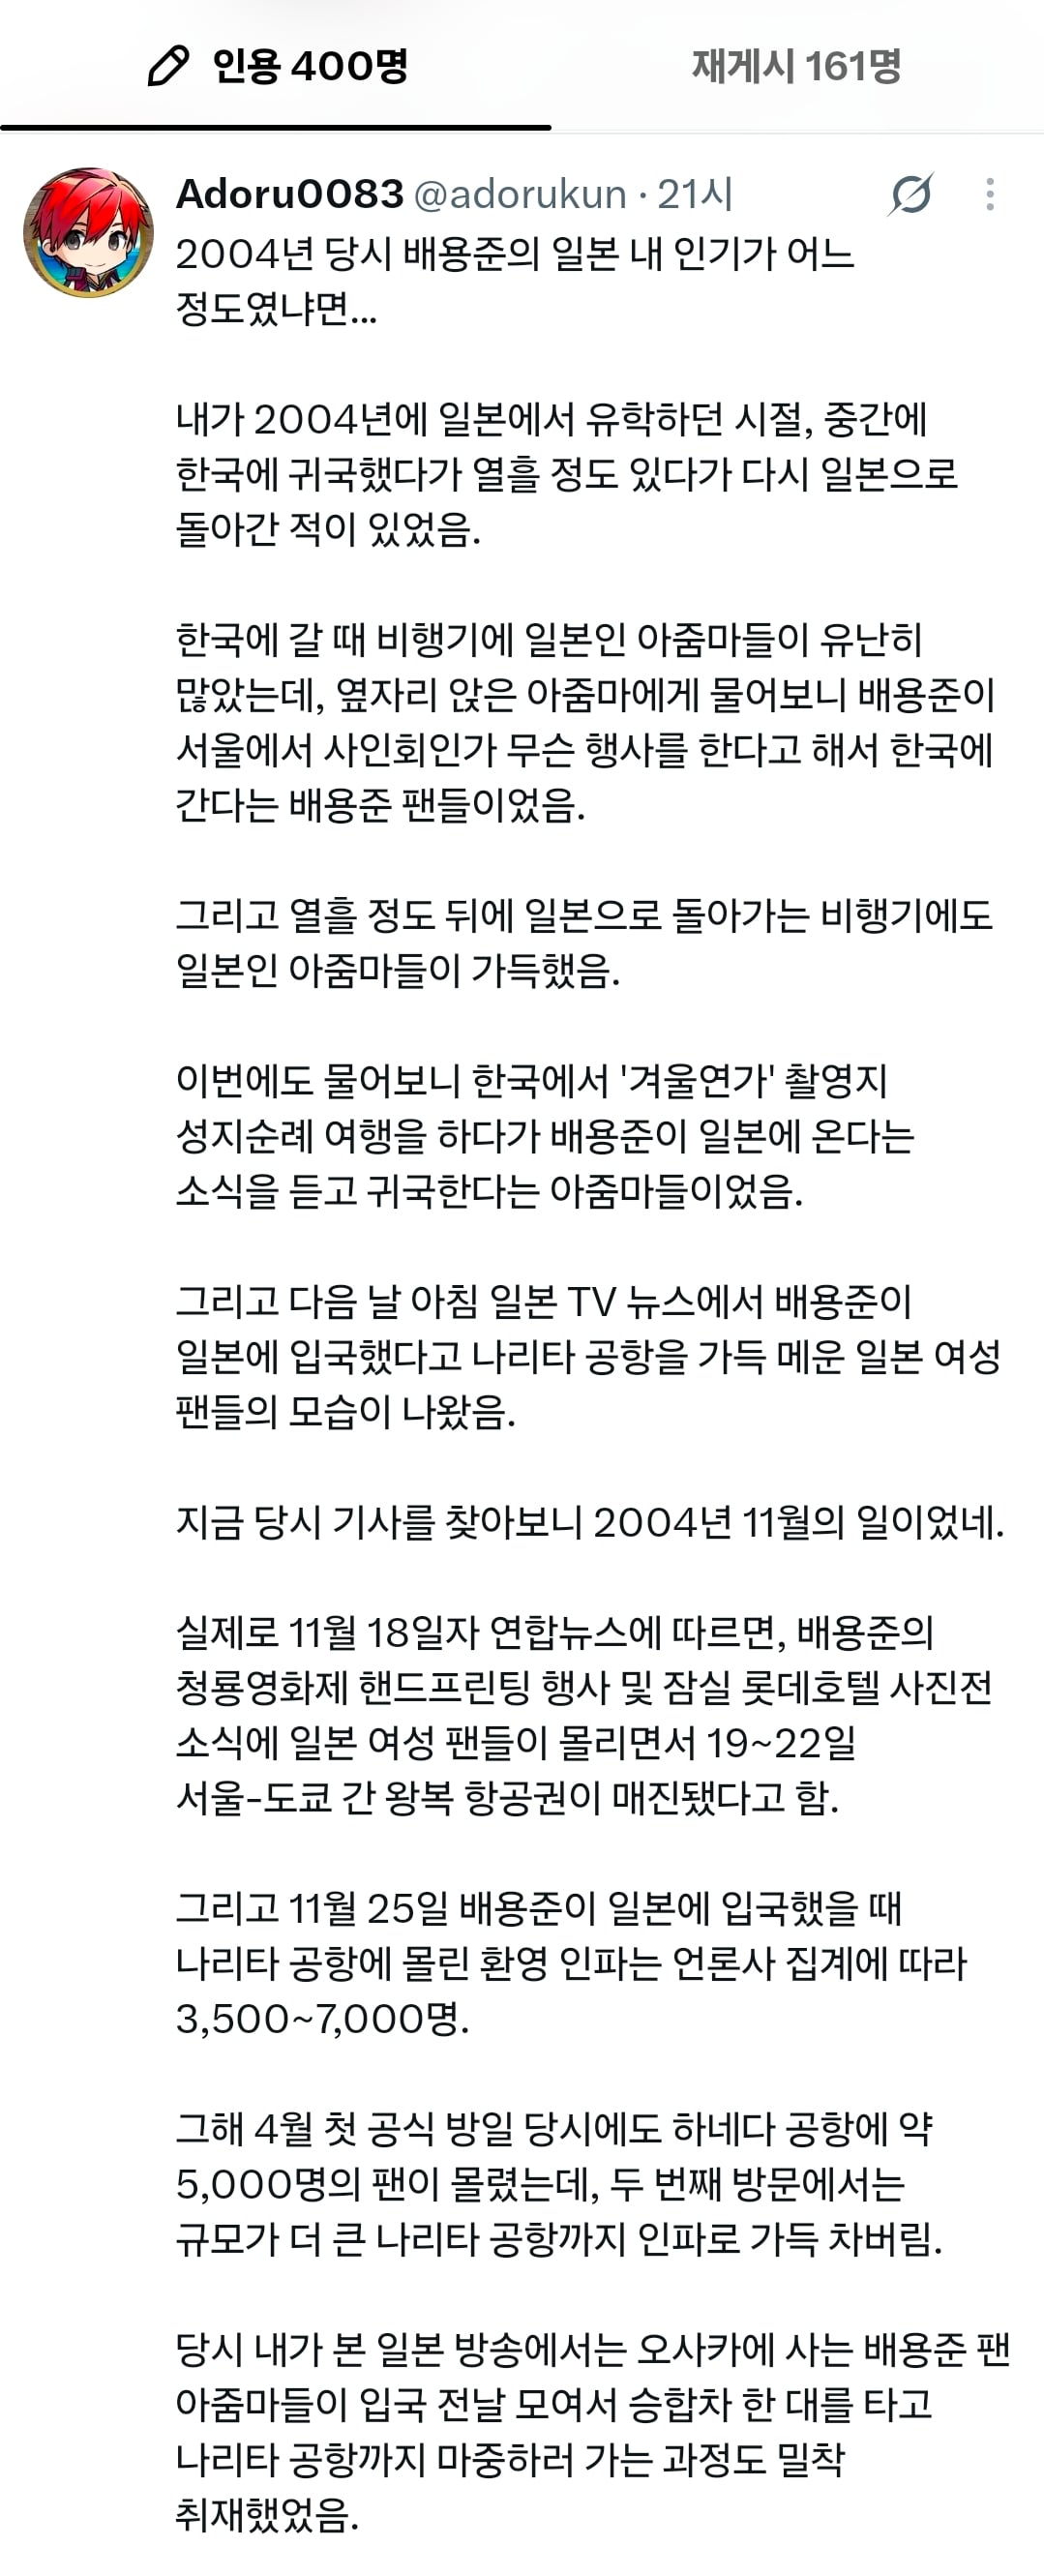 인용 400명
재게시 161명
Adoru0083 @adorukun · 21시
2004년 당시 배용준의 일본 내 인기가 어느
정도였냐면...
내가 2004년에 일본에서 유학하던 시절, 중간에
한국에 귀국했다가 열흘 정도 있다가 다시 일본으로
돌아간 적이 있었음.
한국에 갈 때 비행기에 일본인 아줌마들이 유난히
많았는데, 옆자리 앉은 아줌마에게 물어보니 배용준이
서울에서 사인회인가 무슨 행사를 한다고 해서 한국에
간다는 배용준 팬들이었음.
그리고 열흘 정도 뒤에 일본으로 돌아가는 비행기에도
일본인 아줌마들이 가득했음.
이번에도 물어보니 한국에서 '겨울연가' 촬영지
성지순례 여행을 하다가 배용준이 일본에 온다는
소식을 듣고 귀국한다는 아줌마들이었음.
그리고 다음 날 아침 일본 TV 뉴스에서 배용준이
일본에 입국했다고 나리타 공항을 가득 메운 일본 여성
팬들의 모습이 나왔음.
지금 당시 기사를 찾아보니 2004년 11월의 일이었네.
실제로 11월 18일자 연합뉴스에 따르면, 배용준의
청룡영화제 핸드프린팅 행사 및 잠실 롯데호텔 사진전
소식에 일본 여성 팬들이 몰리면서 19~22일
서울-도쿄 간 왕복 항공권이 매진됐다고 함.
그리고 11월 25일 배용준이 일본에 입국했을 때
나리타 공항에 몰린 환영 인파는 언론사 집계에 따라
3,500~7,000명.
그해 4월 첫 공식 방일 당시에도 하네다 공항에 약
5,000명의 팬이 몰렸는데, 두 번째 방문에서는
규모가 더 큰 나리타 공항까지 인파로 가득 차버림.
당시 내가 본 일본 방송에서는 오사카에 사는 배용준 팬
아줌마들이 입국 전날 모여서 승합차 한 대를 타고
나리타 공항까지 마중하러 가는 과정도 밀착
취재했었음.